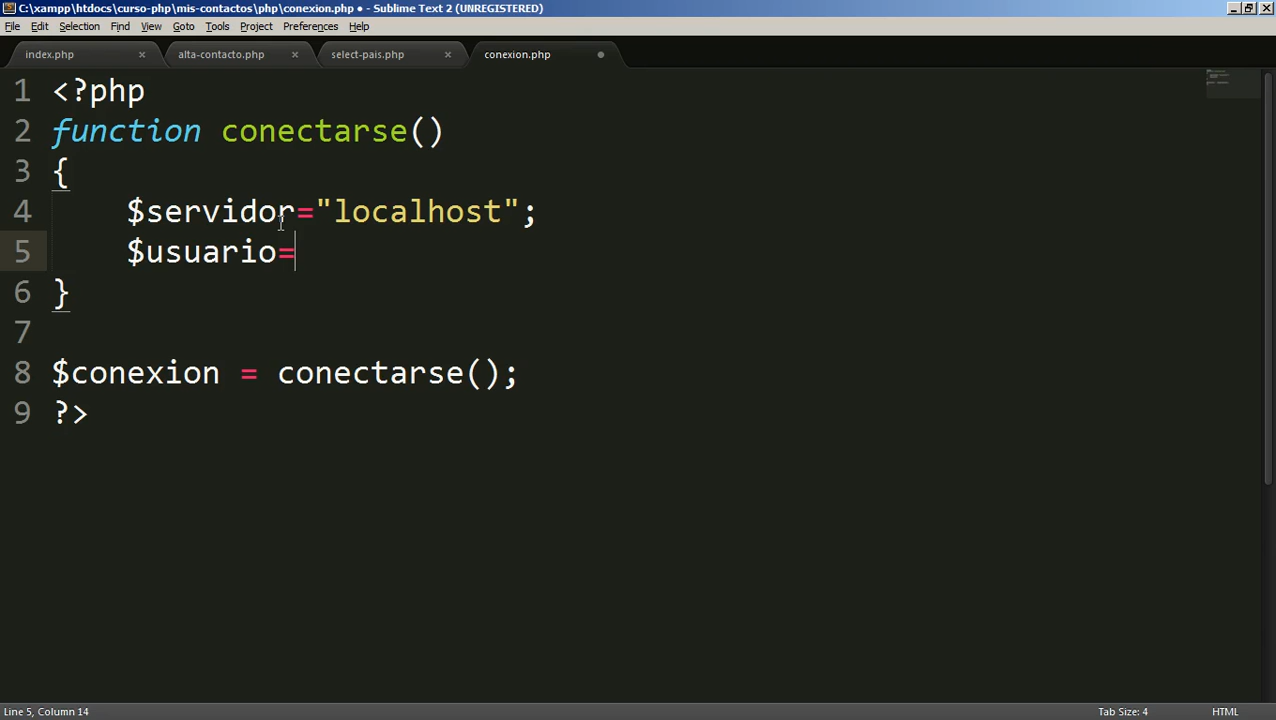 C:\xampp\htdocs\curso-php\mis-contactos\php\conexion.php • - Sublime Text 2 (UNREGISTERED)
File Edit Selection Find View Goto Tools Project Preferences Help
index.php × alta-contacto.php × select-pais.php × conexion.php
1 <?php
2 function conectarse()
3 {
4 $servidor="localhost";
5 $usuario=
6 }
7
8 $conexion = conectarse();
9 ?>
Line 5, Column 14 Tab Size: 4 HTML